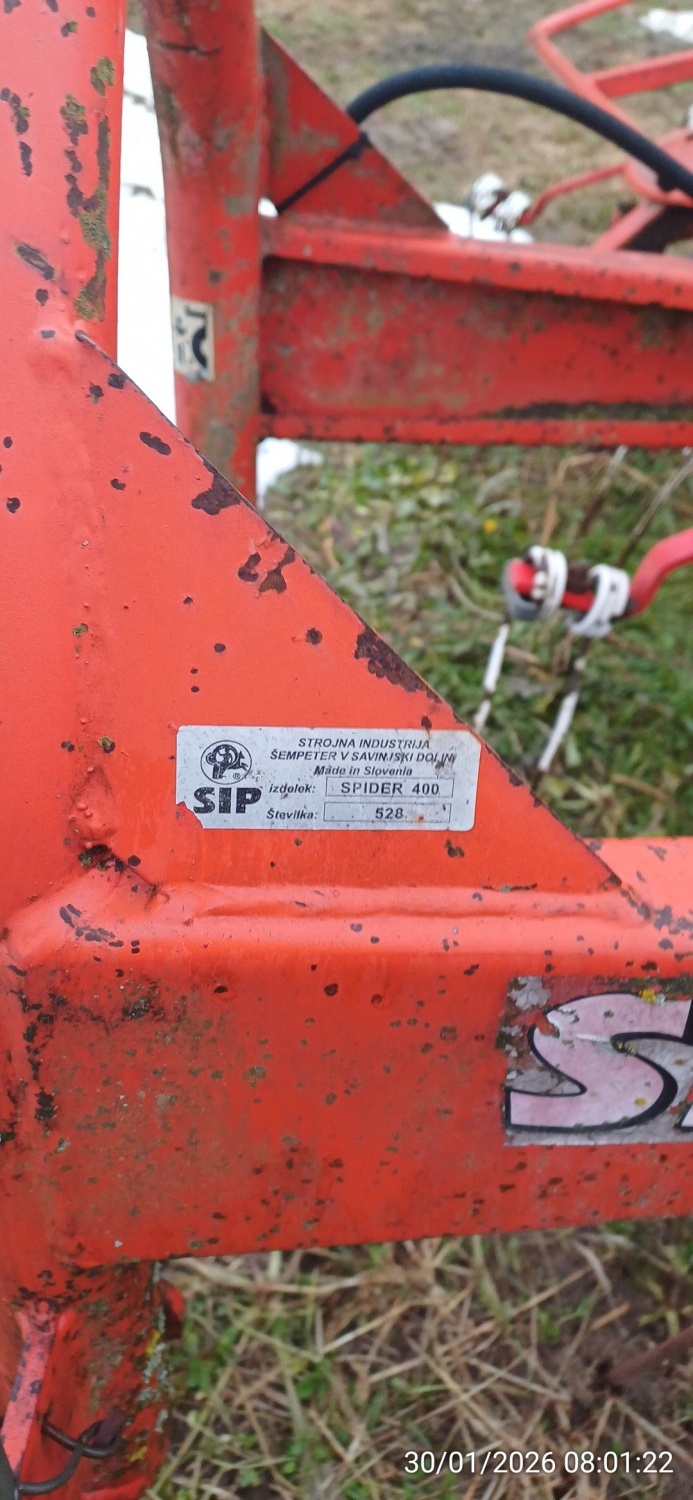 STROJNA INDUSTRIJA
ŠEMPETER V SAVINJSKI DOLINI
Made in Slovenia
SIP ® izdelek: SPIDER 400
Številka: 528
30/01/2026 08:01:22